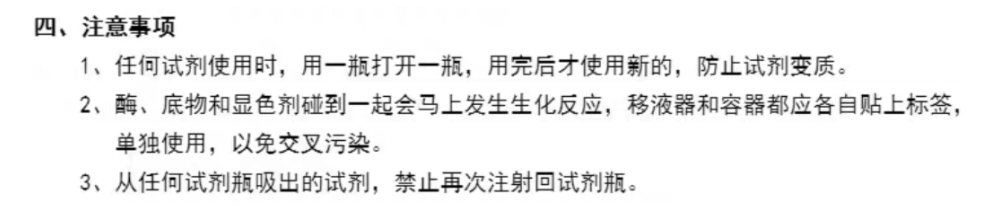 四、注意事项
1、任何试剂使用时，用一瓶打开一瓶，用完后才使用新的，防止试剂变质。
2、酶、底物和显色剂碰到一起会马上发生生化反应，移液器和容器都应各自贴上标签，
单独使用，以免交叉污染。
3、从任何试剂瓶吸出的试剂，禁止再次注射回试剂瓶。